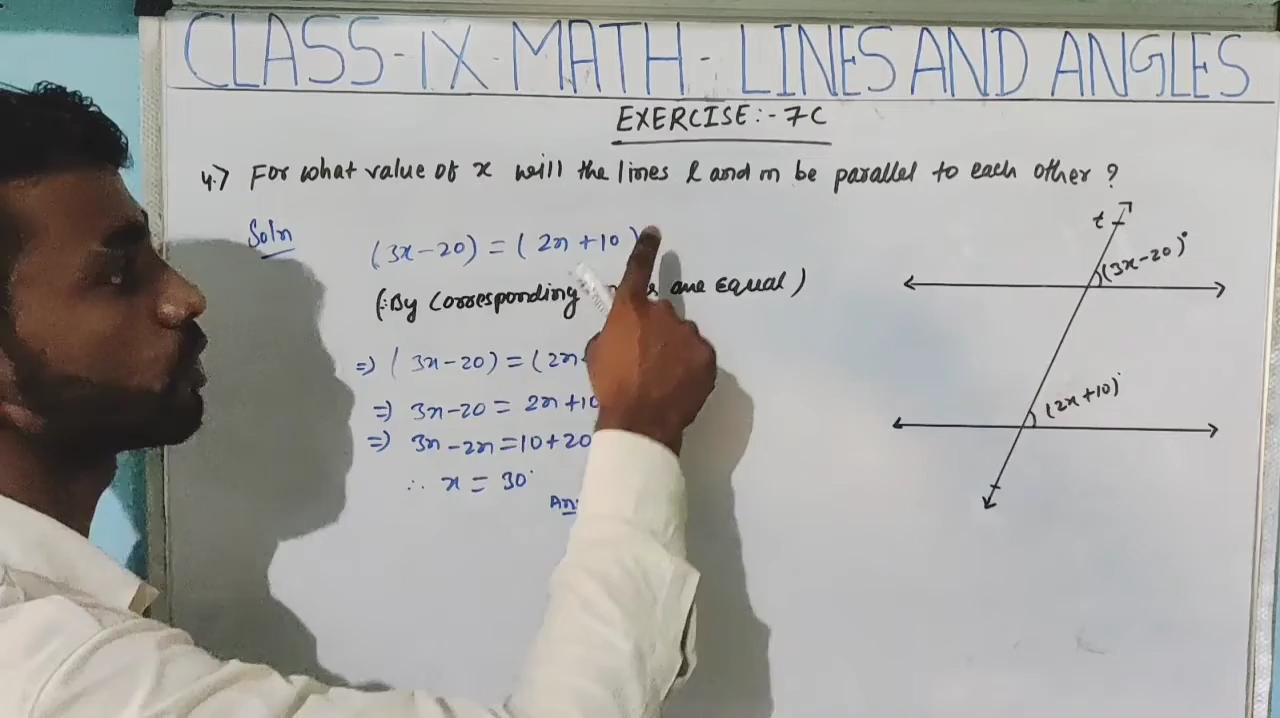 CLASS-IX-MATH-LINES AND ANGLES
EXERCISE:-7C
4.7 For what value of x will the lines l and m be parallel to each other ?
Soln
(3x-20) = (2x+10)
(∵By Corresponding are equal)
=) (3x-20) = (2x
=) 3x-20 = 2x+10
=) 3x-2x=10+20
∴ x = 30°
Ans
t
(3x-20)°
(2x+10)°